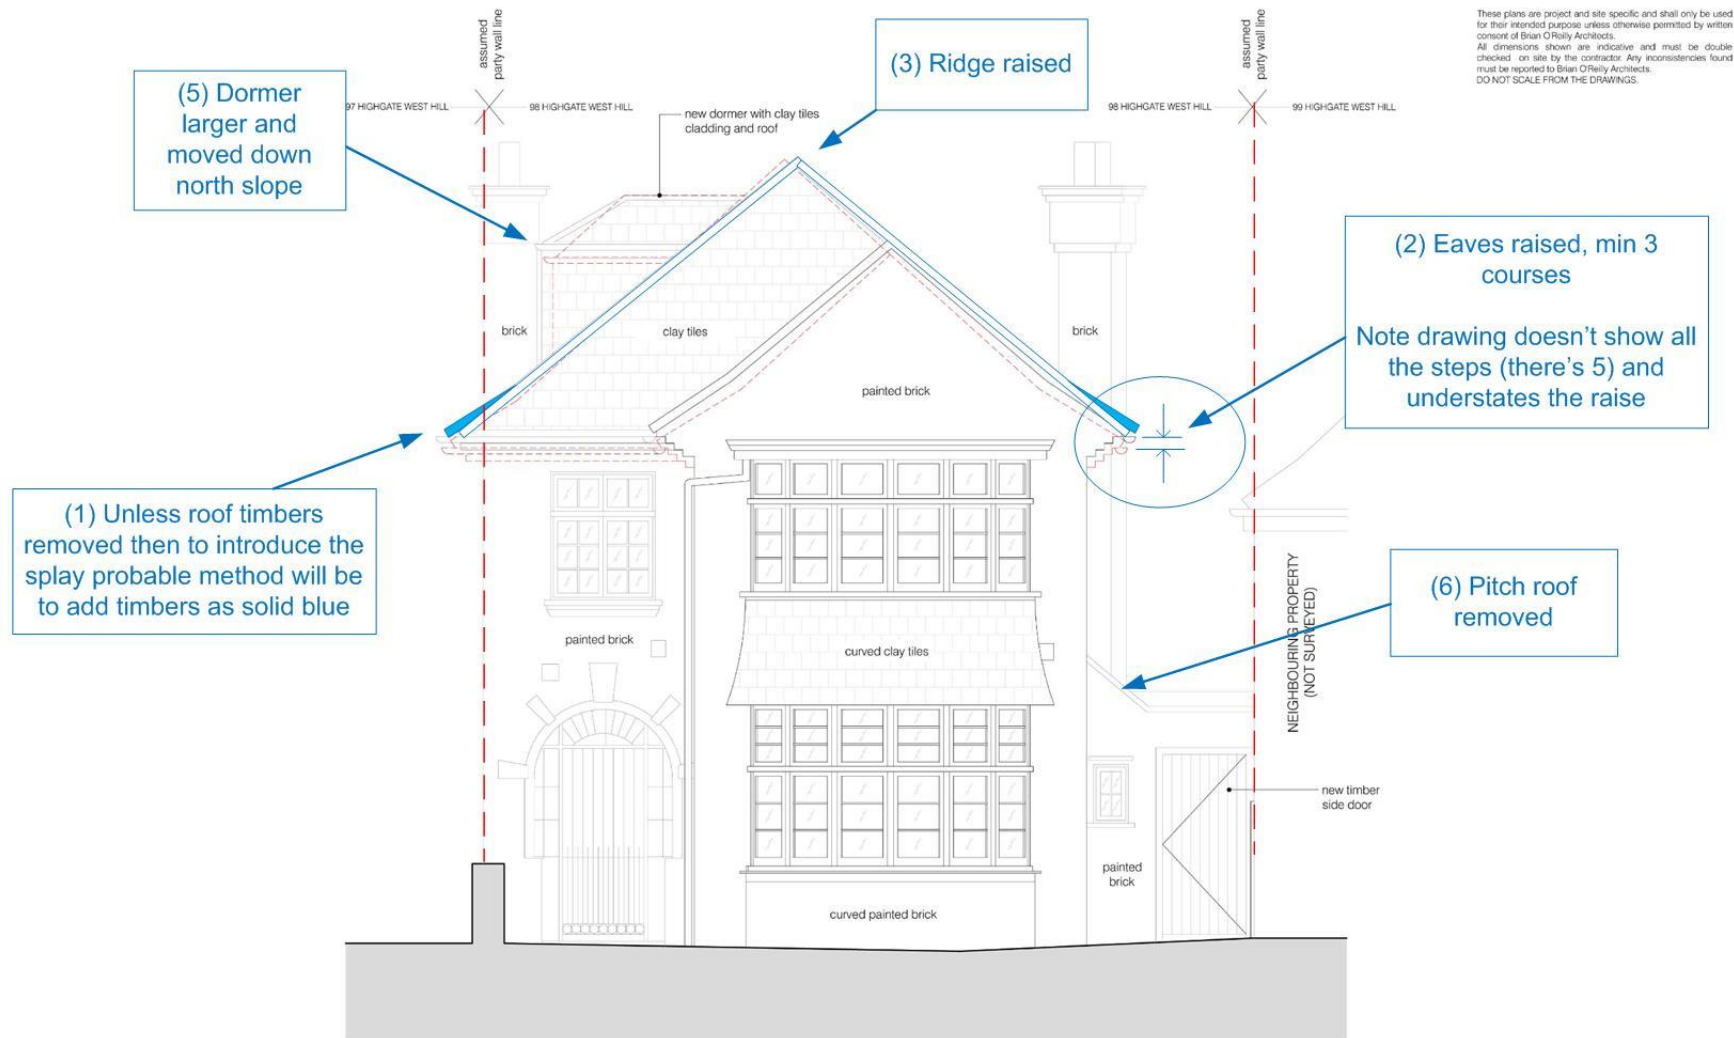 These plans are project and site specific and shall only be used
for their intended purpose unless otherwise permitted by written
consent of Brian O'Reilly Architects.
All dimensions shown are indicative and must be double
checked on site by the contractor. Any inconsistencies found
must be reported to Brian O'Reilly Architects.
DO NOT SCALE FROM THE DRAWINGS.
assumed
party wall line
(3) Ridge raised
assumed
party wall line
(5) Dormer
larger and
moved down
north slope
97 HIGHGATE WEST HILL
98 HIGHGATE WEST HILL
98 HIGHGATE WEST HILL
99 HIGHGATE WEST HILL
new dormer with clay tiles
cladding and roof
(2) Eaves raised, min 3
courses
Note drawing doesn't show all
the steps (there's 5) and
understates the raise
brick
clay tiles
brick
painted brick
(1) Unless roof timbers
removed then to introduce the
splay probable method will be
to add timbers as solid blue
(6) Pitch roof
removed
NEIGHBOURING PROPERTY
(NOT SURVEYED)
painted brick
curved clay tiles
new timber
side door
painted
brick
curved painted brick